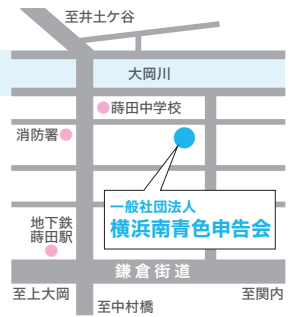 至井土ケ谷
大岡川
蒔田中学校
消防署
一般社団法人
横浜南青色申告会
地下鉄
蒔田駅
鎌倉街道
至上大岡
至関内
至中村橋